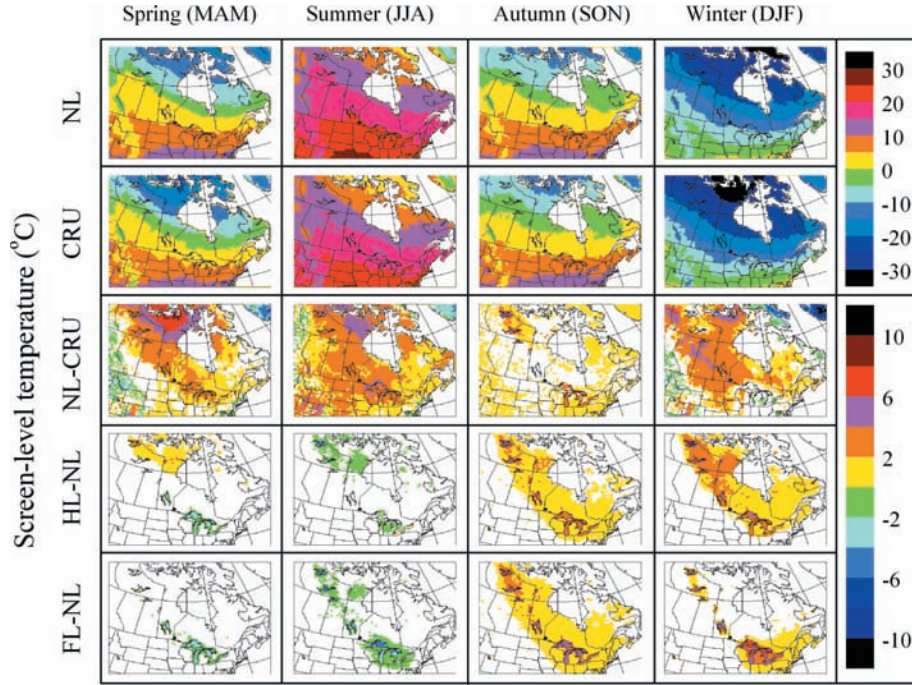 Spring (MAM) Summer (JJA) Autumn (SON) Winter (DJF)
Screen-level temperature (°C)
NL
CRU
NL-CRU
HL-NL
FL-NL
30
20
10
0
-10
-20
-30
10
6
2
-2
-6
-10